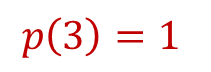 p(3) = 1